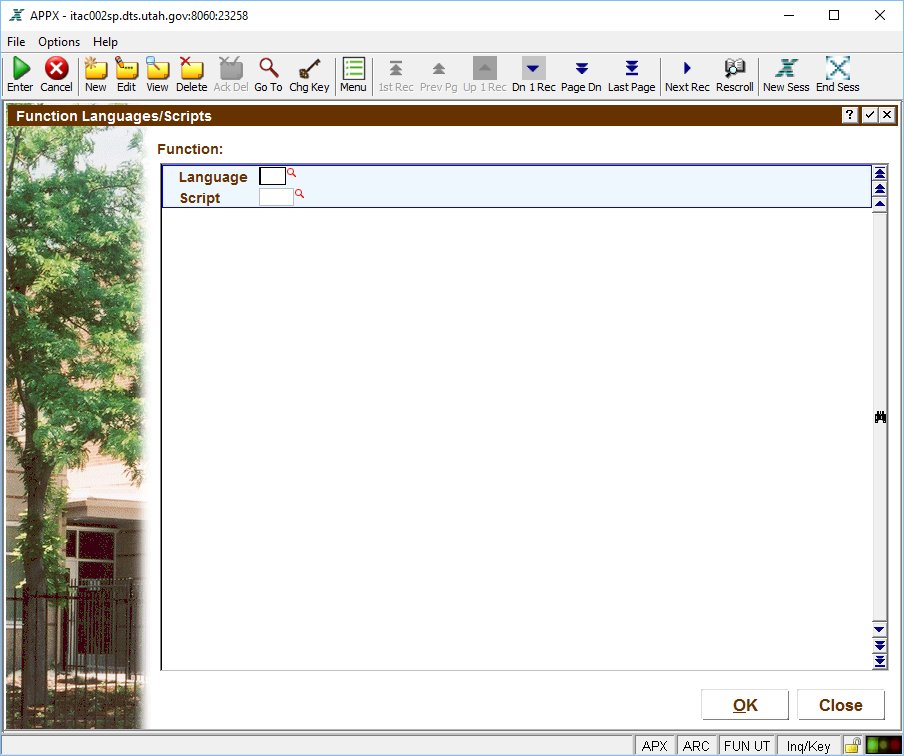 APPX - itac002sp.dts.utah.gov:8060:23258
File Options Help
Enter Cancel New Edit View Delete Ack Del Go To Chg Key Menu 1st Rec Prev Pg Up 1 Rec Dn 1 Rec Page Dn Last Page Next Rec Rescroll New Sess End Sess
Function Languages/Scripts
?
Function:
Language
Script
OK Close
APX ARC FUN UT Inq/Key